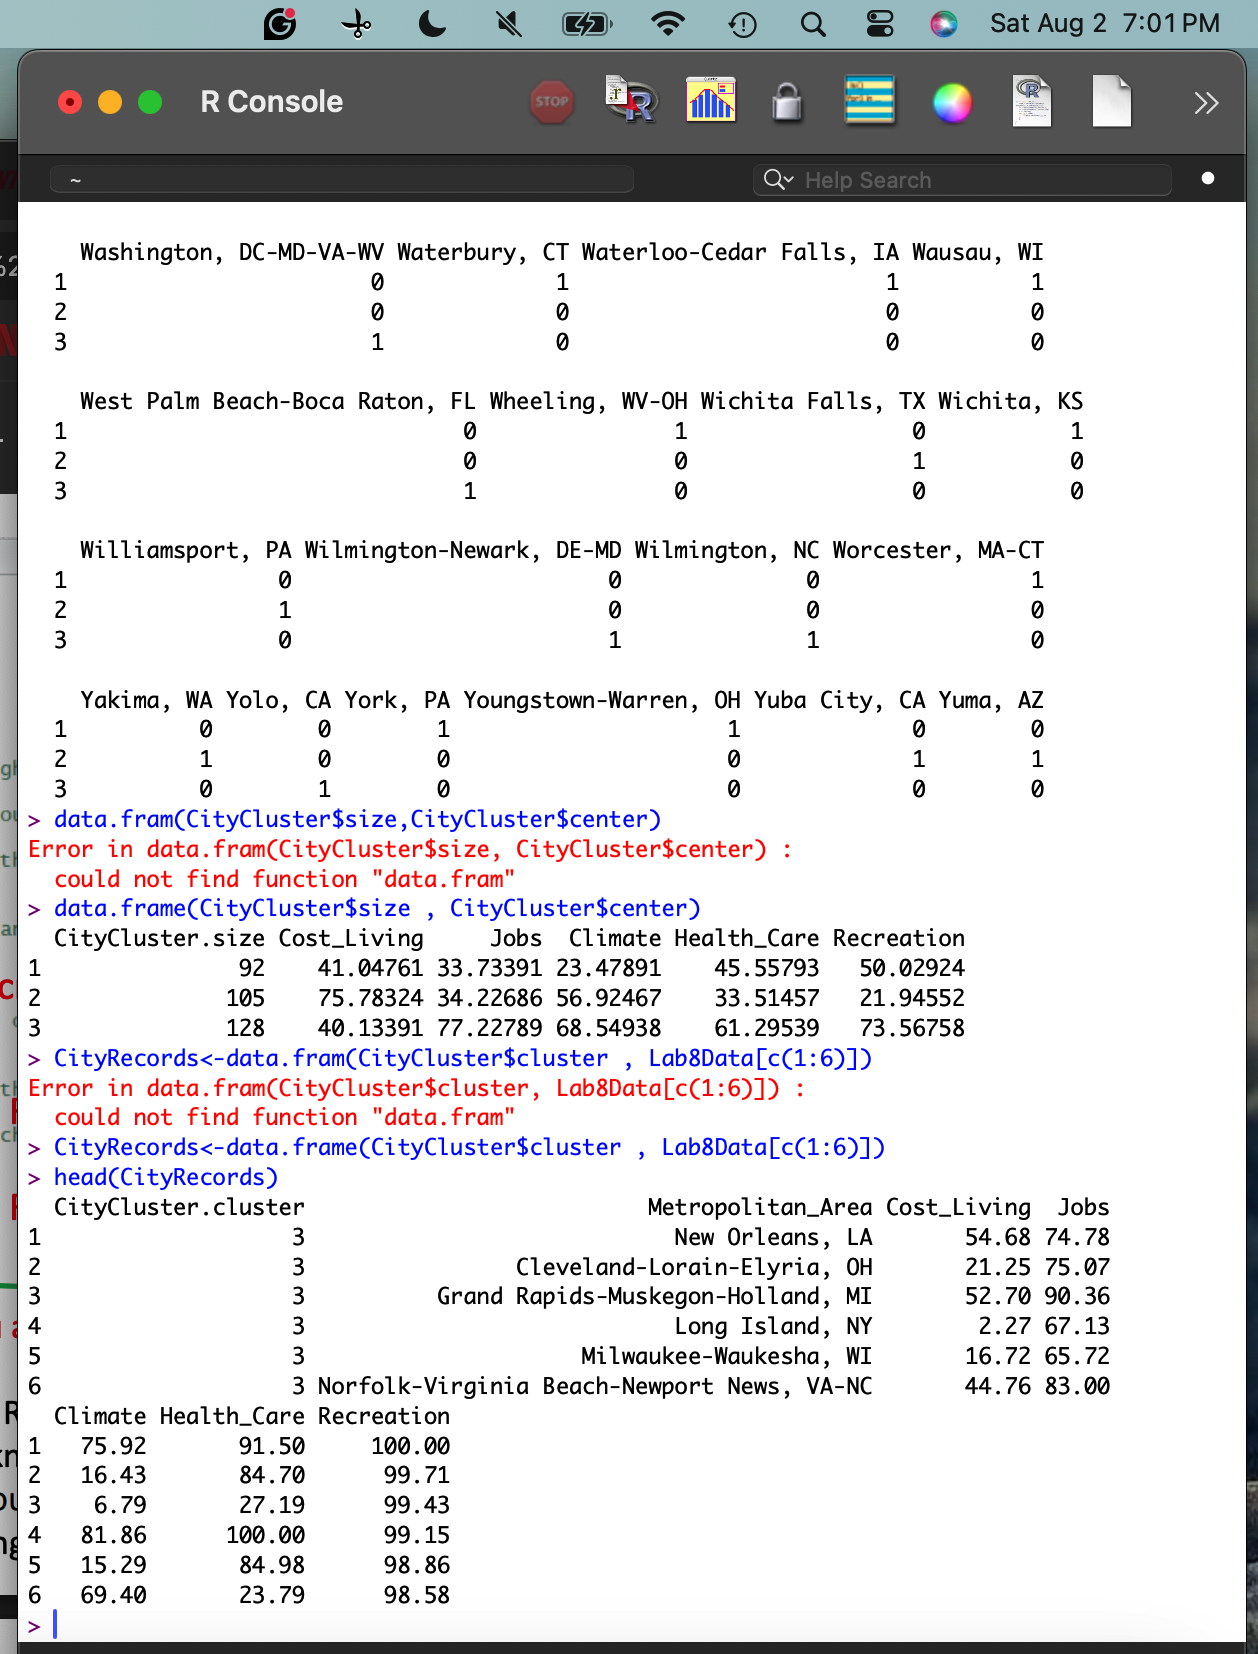 Sat Aug 2 7:01 PM
R Console
STOP
~
Help Search
Washington, DC-MD-VA-WV Waterbury, CT Waterloo-Cedar Falls, IA Wausau, WI
1 0 1 1 1
2 0 0 0 0
3 1 0 0 0
West Palm Beach-Boca Raton, FL Wheeling, WV-OH Wichita Falls, TX Wichita, KS
1 0 1 0 1
2 0 0 1 0
3 1 0 0 0
Williamsport, PA Wilmington-Newark, DE-MD Wilmington, NC Worcester, MA-CT
1 0 0 0 1
2 1 0 0 0
3 0 1 1 0
Yakima, WA Yolo, CA York, PA Youngstown-Warren, OH Yuba City, CA Yuma, AZ
1 0 0 1 1 0 0
2 1 0 0 0 1 1
3 0 1 0 0 0 0
> data.fram(CityCluster$size,CityCluster$center)
Error in data.fram(CityCluster$size, CityCluster$center) :
could not find function "data.fram"
> data.frame(CityCluster$size , CityCluster$center)
CityCluster.size Cost_Living Jobs Climate Health_Care Recreation
1 92 41.04761 33.73391 23.47891 45.55793 50.02924
2 105 75.78324 34.22686 56.92467 33.51457 21.94552
3 128 40.13391 77.22789 68.54938 61.29539 73.56758
> CityRecords<-data.fram(CityCluster$cluster , Lab8Data[c(1:6)])
Error in data.fram(CityCluster$cluster, Lab8Data[c(1:6)]) :
could not find function "data.fram"
> CityRecords<-data.frame(CityCluster$cluster , Lab8Data[c(1:6)])
> head(CityRecords)
CityCluster.cluster Metropolitan_Area Cost_Living Jobs
1 3 New Orleans, LA 54.68 74.78
2 3 Cleveland-Lorain-Elyria, OH 21.25 75.07
3 3 Grand Rapids-Muskegon-Holland, MI 52.70 90.36
4 3 Long Island, NY 2.27 67.13
5 3 Milwaukee-Waukesha, WI 16.72 65.72
6 3 Norfolk-Virginia Beach-Newport News, VA-NC 44.76 83.00
Climate Health_Care Recreation
1 75.92 91.50 100.00
2 16.43 84.70 99.71
3 6.79 27.19 99.43
4 81.86 100.00 99.15
5 15.29 84.98 98.86
6 69.40 23.79 98.58
>